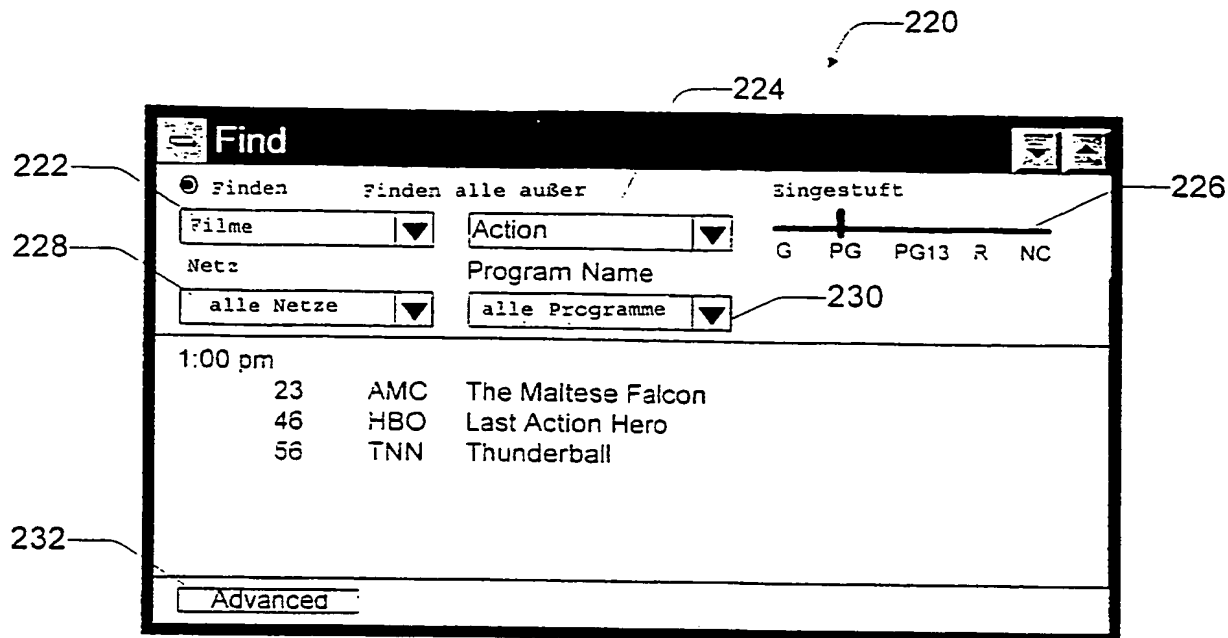 220
224
Find
222
Finden Finden alle außer Eingestuft
226
Filme Action
G PG PG13 R NC
228
Netz Program Name
alle Netze alle Programme
230
1:00 pm
23 AMC The Maltese Falcon
46 HBO Last Action Hero
56 TNN Thunderball
232
Advanced